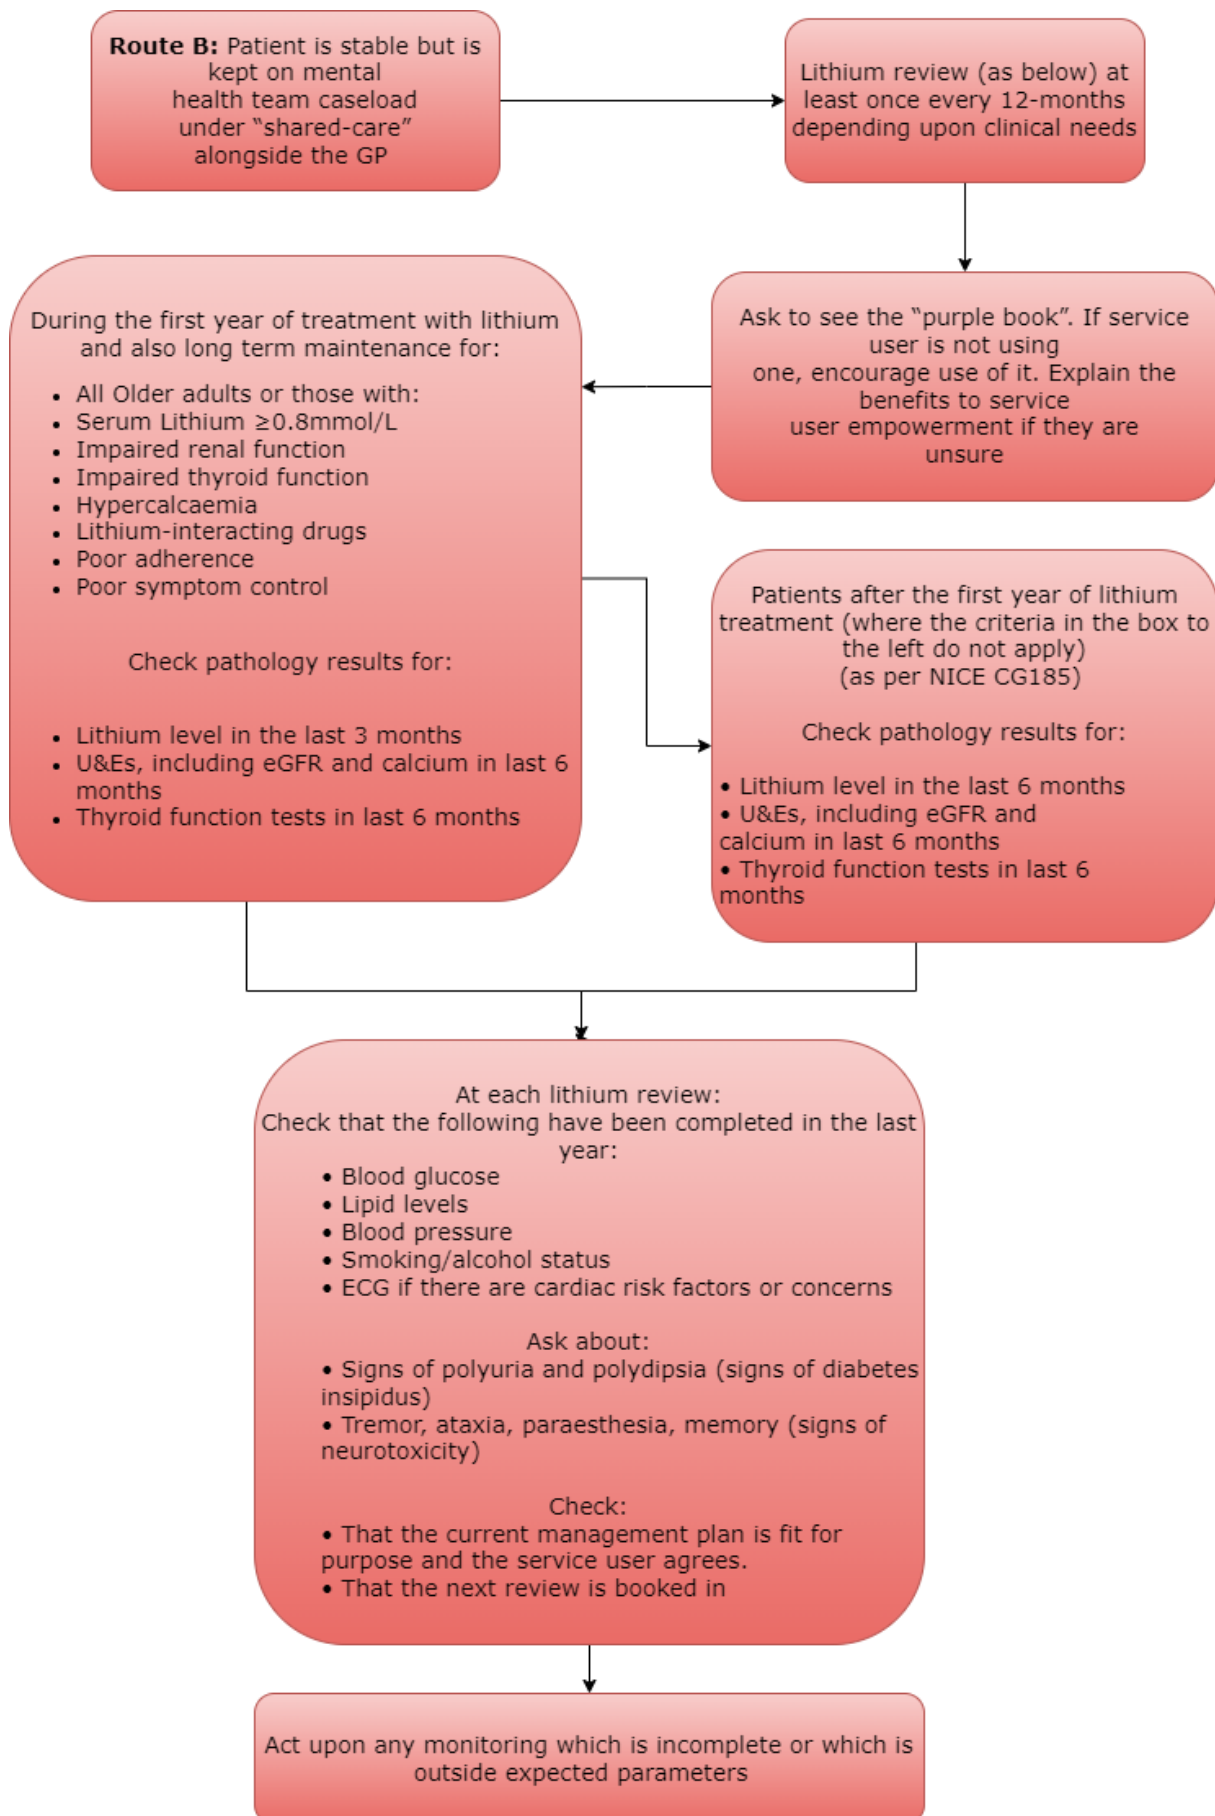 Route B: Patient is stable but is
kept on mental
health team caseload
under “shared-care”
alongside the GP
Lithium review (as below) at
least once every 12-months
depending upon clinical needs
Ask to see the “purple book”. If service
user is not using
one, encourage use of it. Explain the
benefits to service
user empowerment if they are
unsure
During the first year of treatment with lithium
and also long term maintenance for:
• All Older adults or those with:
• Serum Lithium ≥0.8mmol/L
• Impaired renal function
• Impaired thyroid function
• Hypercalcaemia
• Lithium-interacting drugs
• Poor adherence
• Poor symptom control
Check pathology results for:
• Lithium level in the last 3 months
• U&Es, including eGFR and calcium in last 6
months
• Thyroid function tests in last 6 months
Patients after the first year of lithium
treatment (where the criteria in the box to
the left do not apply)
(as per NICE CG185)
Check pathology results for:
• Lithium level in the last 6 months
• U&Es, including eGFR and
calcium in last 6 months
• Thyroid function tests in last 6
months
At each lithium review:
Check that the following have been completed in the last
year:
• Blood glucose
• Lipid levels
• Blood pressure
• Smoking/alcohol status
• ECG if there are cardiac risk factors or concerns
Ask about:
• Signs of polyuria and polydipsia (signs of diabetes
insipidus)
• Tremor, ataxia, paraesthesia, memory (signs of
neurotoxicity)
Check:
• That the current management plan is fit for
purpose and the service user agrees.
• That the next review is booked in
Act upon any monitoring which is incomplete or which is
outside expected parameters